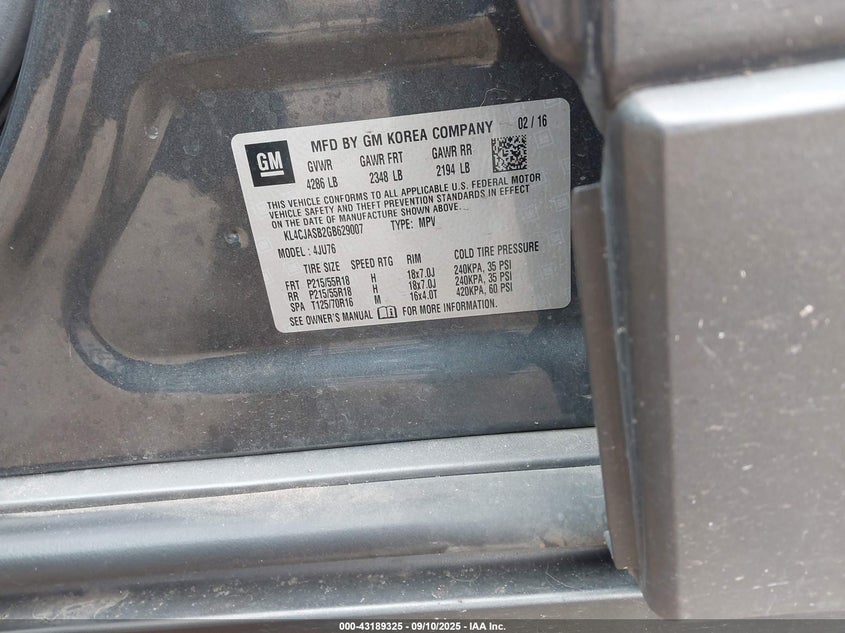 GM
MFD BY GM KOREA COMPANY 02 / 16
GVWR GAWR FRT GAWR RR
4286 LB 2348 LB 2194 LB
THIS VEHICLE CONFORMS TO ALL APPLICABLE U.S. FEDERAL MOTOR
VEHICLE SAFETY AND THEFT PREVENTION STANDARDS IN EFFECT
ON THE DATE OF MANUFACTURE SHOWN ABOVE.
KL4CJASB2GB629007 TYPE: MPV
MODEL: 4JU76
TIRE SIZE SPEED RTG RIM COLD TIRE PRESSURE
FRT P215/55R18 H 18x7.0J 240KPA, 35 PSI
RR P215/55R18 H 18x7.0J 240KPA, 35 PSI
SPA T125/70R16 M 16x4.0T 420KPA, 60 PSI
SEE OWNER'S MANUAL FOR MORE INFORMATION.
000-43189325 - 09/10/2025 - IAA Inc.